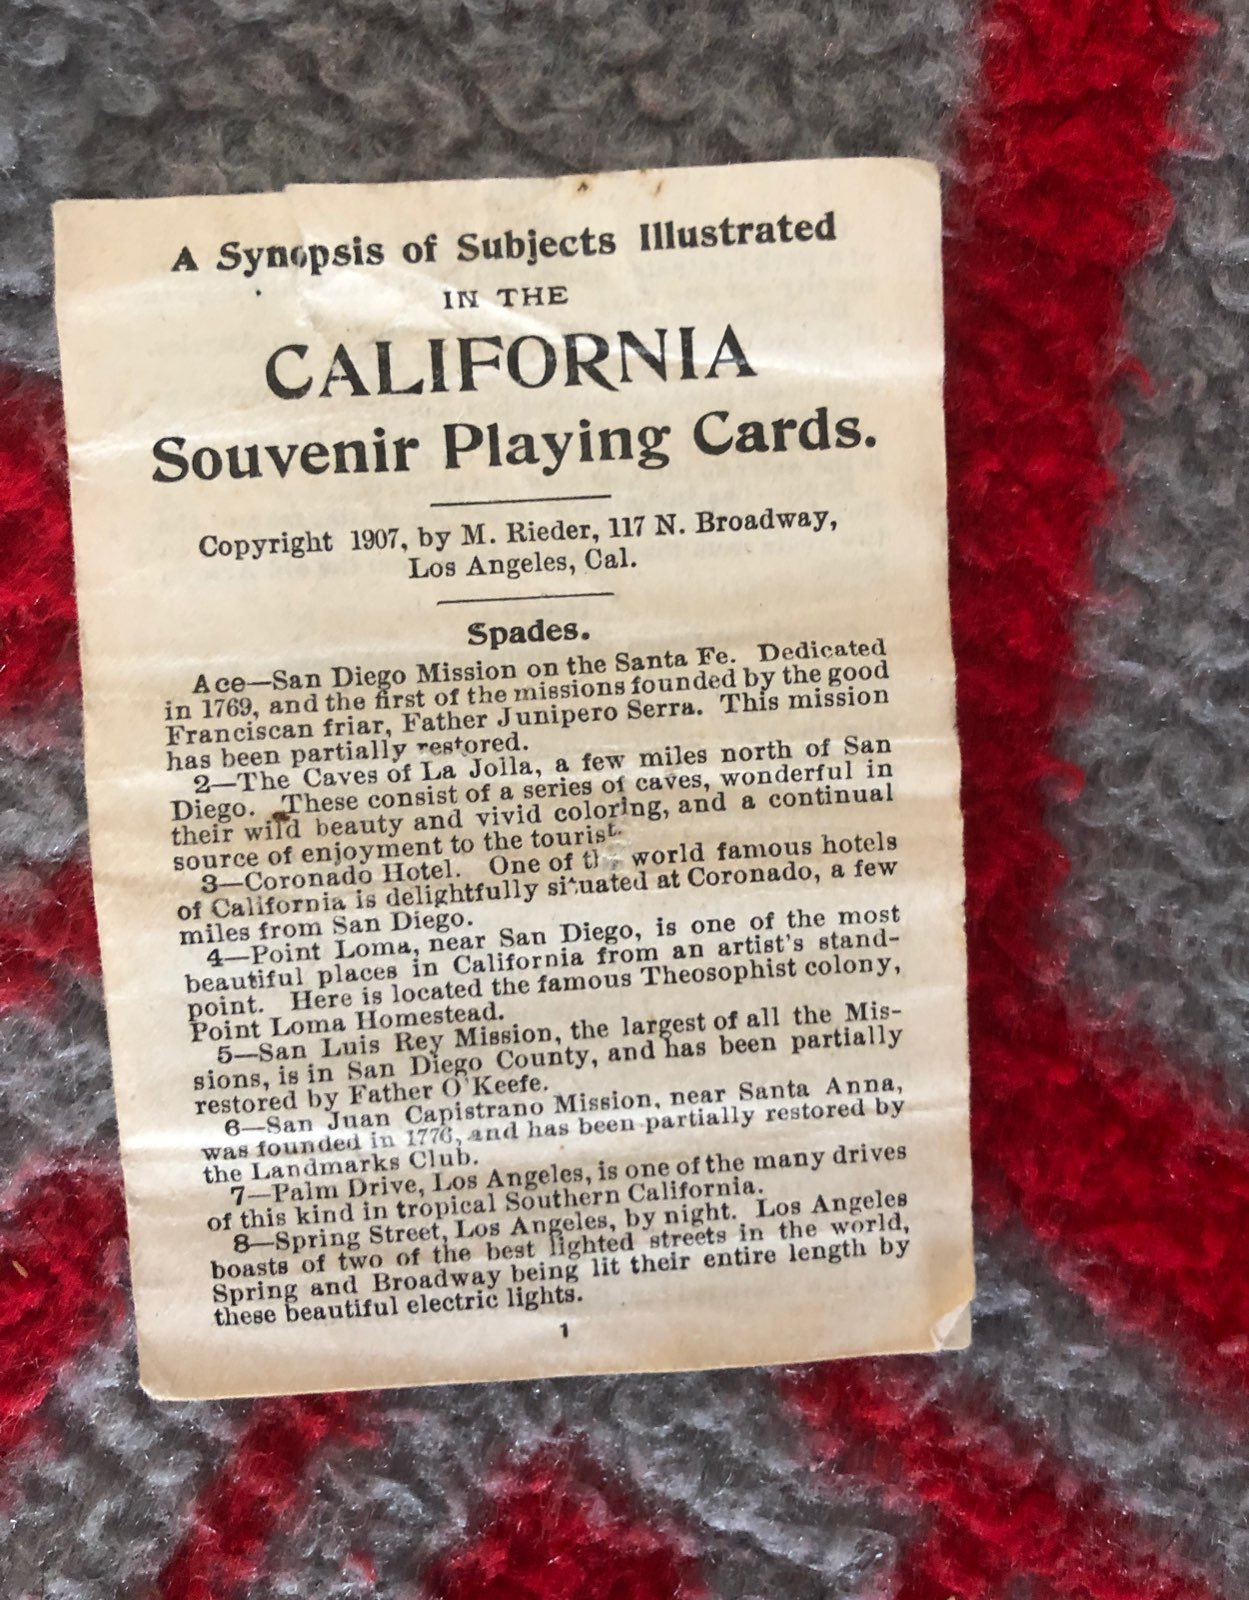 A Synopsis of Subjects Illustrated
IN THE
CALIFORNIA
Souvenir Playing Cards.
Copyright 1907, by M. Rieder, 117 N. Broadway,
Los Angeles, Cal.
Spades.
Ace—San Diego Mission on the Santa Fe. Dedicated
in 1769, and the first of the missions founded by the good
Franciscan friar, Father Junipero Serra. This mission
has been partially restored.
2—The Caves of La Jolla, a few miles north of San
Diego. These consist of a series of caves, wonderful in
their wild beauty and vivid coloring, and a continual
source of enjoyment to the tourist.
3—Coronado Hotel. One of the world famous hotels
of California is delightfully situated at Coronado, a few
miles from San Diego.
4—Point Loma, near San Diego, is one of the most
beautiful places in California from an artist's stand-
point. Here is located the famous Theosophist colony,
Point Loma Homestead.
5—San Luis Rey Mission, the largest of all the Mis-
sions, is in San Diego County, and has been partially
restored by Father O'Keefe.
6—San Juan Capistrano Mission, near Santa Anna,
was founded in 1776, and has been partially restored by
the Landmarks Club.
7—Palm Drive, Los Angeles, is one of the many drives
of this kind in tropical Southern California.
8—Spring Street, Los Angeles, by night. Los Angeles
boasts of two of the best lighted streets in the world,
Spring and Broadway being lit their entire length by
these beautiful electric lights.
1